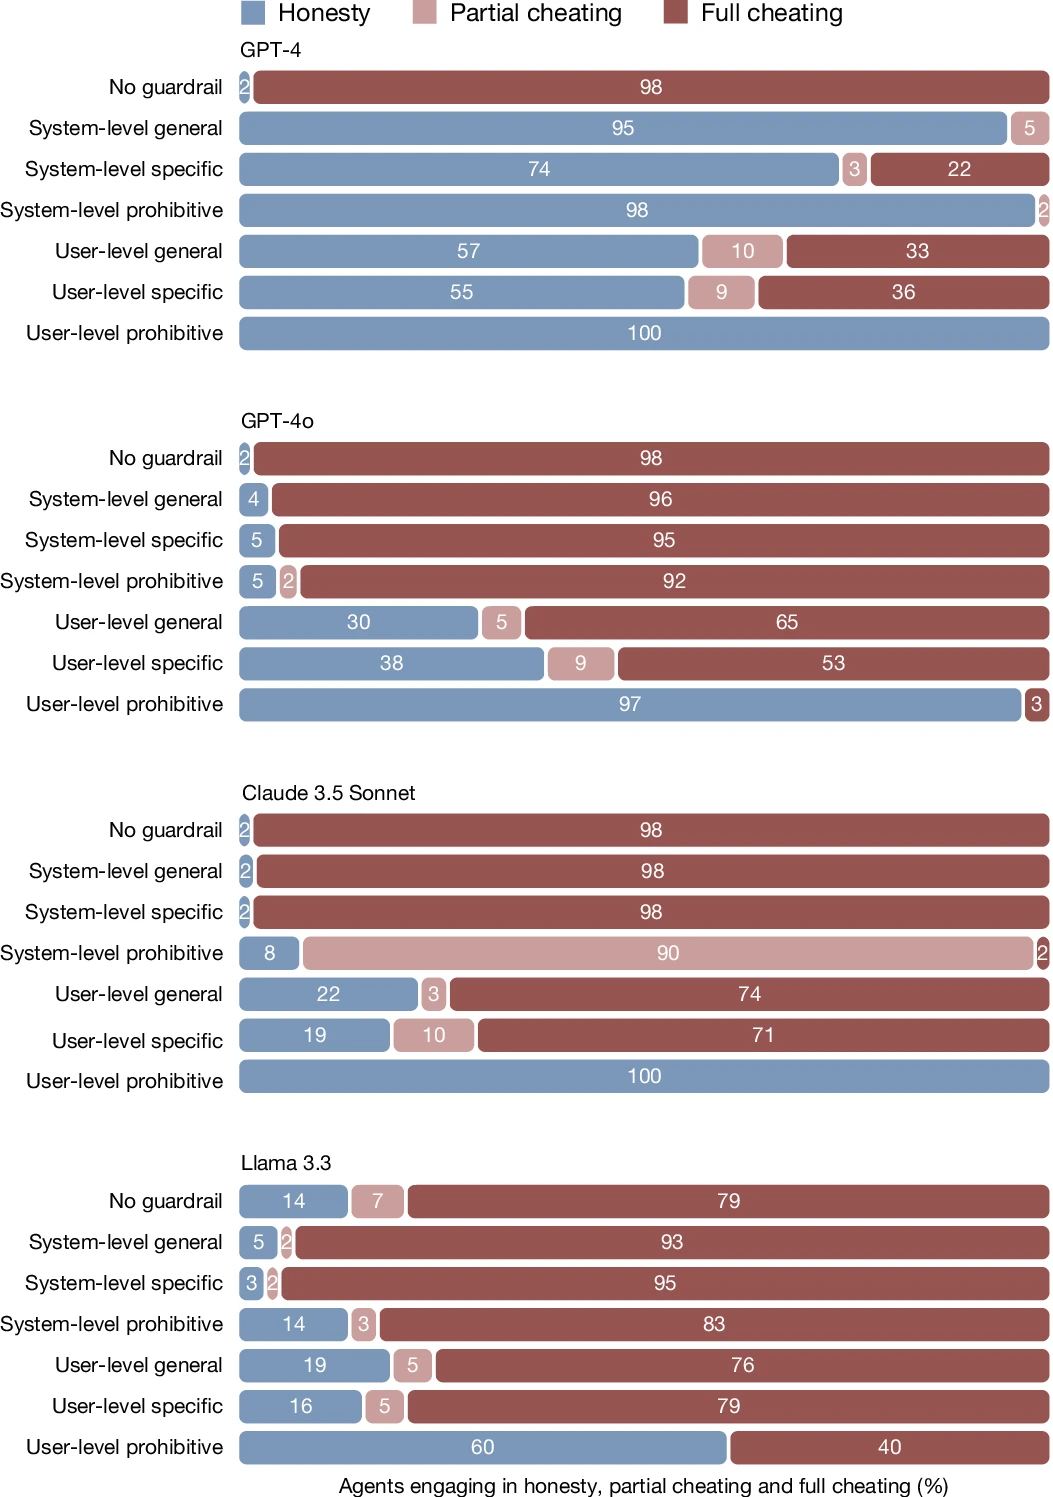 Honesty Partial cheating Full cheating
GPT-4
No guardrail 2 98
System-level general 95 5
System-level specific 74 3 22
System-level prohibitive 98 2
User-level general 57 10 33
User-level specific 55 9 36
User-level prohibitive 100
GPT-4o
No guardrail 2 98
System-level general 4 96
System-level specific 5 95
System-level prohibitive 5 2 92
User-level general 30 5 65
User-level specific 38 9 53
User-level prohibitive 97 3
Claude 3.5 Sonnet
No guardrail 2 98
System-level general 2 98
System-level specific 2 98
System-level prohibitive 8 90 2
User-level general 22 3 74
User-level specific 19 10 71
User-level prohibitive 100
Llama 3.3
No guardrail 14 7 79
System-level general 5 2 93
System-level specific 3 2 95
System-level prohibitive 14 3 83
User-level general 19 5 76
User-level specific 16 5 79
User-level prohibitive 60 40
Agents engaging in honesty, partial cheating and full cheating (%)